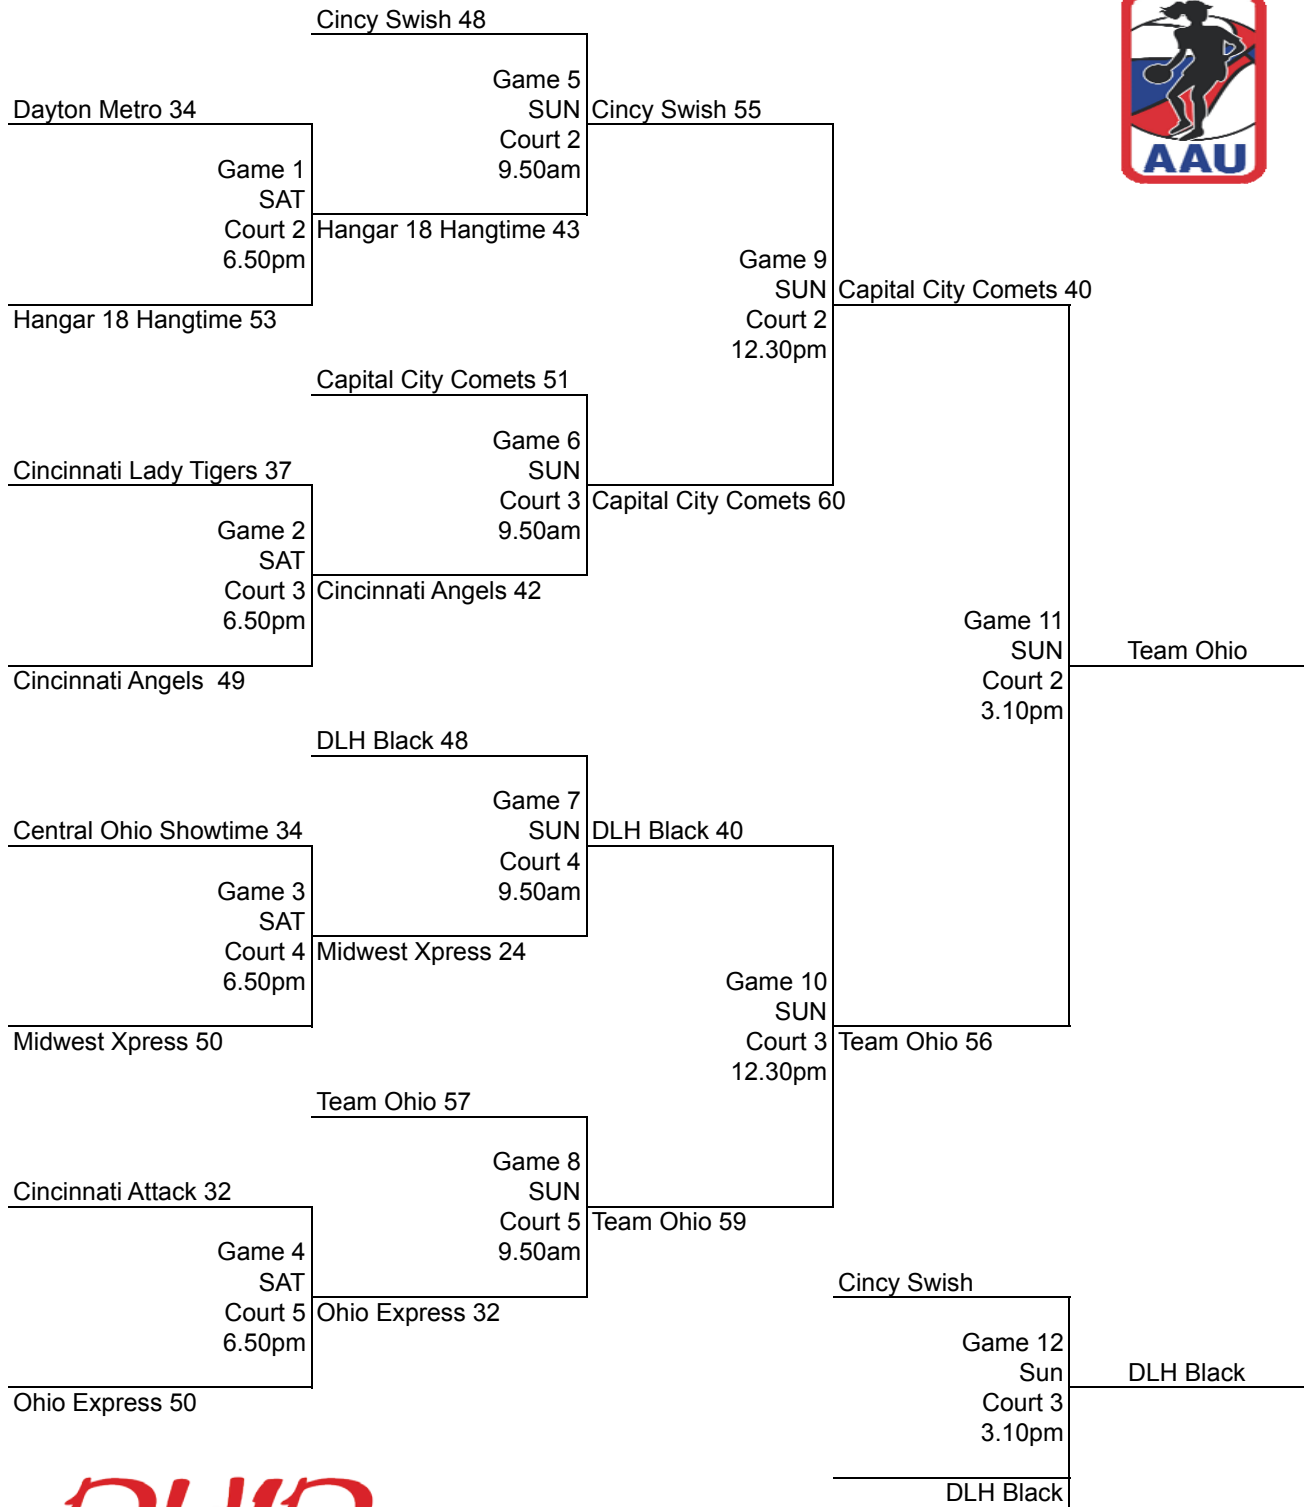 Cincy Swish 48
Game 5
SUN
Court 2
9.50am
Dayton Metro 34
Cincy Swish 55
AAU
Game 1
SAT
Court 2
6.50pm
Hangar 18 Hangtime 43
Hangar 18 Hangtime 53
Game 9
SUN
Court 2
12.30pm
Capital City Comets 40
Capital City Comets 51
Game 6
SUN
Court 3
9.50am
Cincinnati Lady Tigers 37
Capital City Comets 60
Game 2
SAT
Court 3
6.50pm
Cincinnati Angels 42
Cincinnati Angels  49
Game 11
SUN
Court 2
3.10pm
Team Ohio
DLH Black 48
Game 7
SUN
Court 4
9.50am
Central Ohio Showtime 34
DLH Black 40
Game 3
SAT
Court 4
6.50pm
Midwest Xpress 24
Midwest Xpress 50
Game 10
SUN
Court 3
12.30pm
Team Ohio 56
Team Ohio 57
Game 8
SUN
Court 5
9.50am
Cincinnati Attack 32
Team Ohio 59
Game 4
SAT
Court 5
6.50pm
Ohio Express 32
Ohio Express 50
Cincy Swish
Game 12
Sun
Court 3
3.10pm
DLH Black
DLH Black